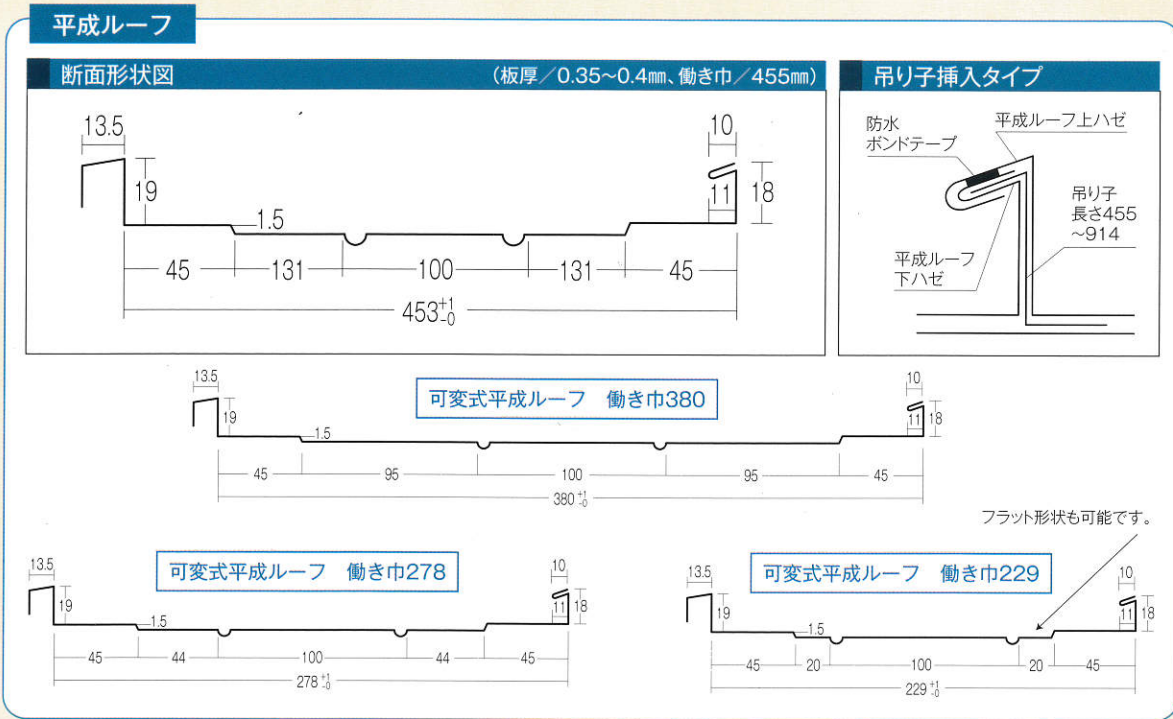 平成ルーフ
断面形状図 (板厚/0.35~0.4㎜、働き巾/455㎜)
13.5
19
1.5
10
11
18
45 131 100 131 45
453 +1 -0
吊り子挿入タイプ
防水
ボンドテープ
平成ルーフ上ハゼ
吊り子
長さ455
~914
平成ルーフ
下ハゼ
可変式平成ルーフ 働き巾380
13.5
19
1.5
10
11
18
45 95 100 95 45
380 +1 -0
可変式平成ルーフ 働き巾278
13.5
19
1.5
10
11
18
45 44 100 44 45
278 +1 -0
フラット形状も可能です。
可変式平成ルーフ 働き巾229
13.5
19
1.5
10
11
18
45 20 100 20 45
229 +1 -0